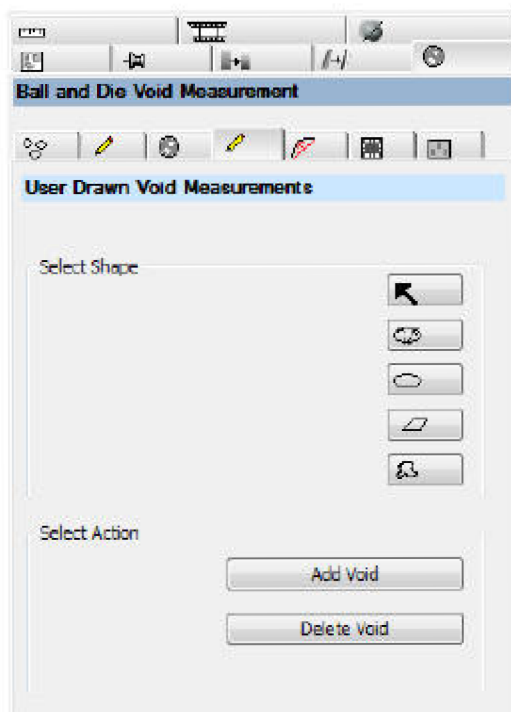 Ball and Die Void Measurement
User Drawn Void Measurements
Select Shape
Select Action
Add Void
Delete Void